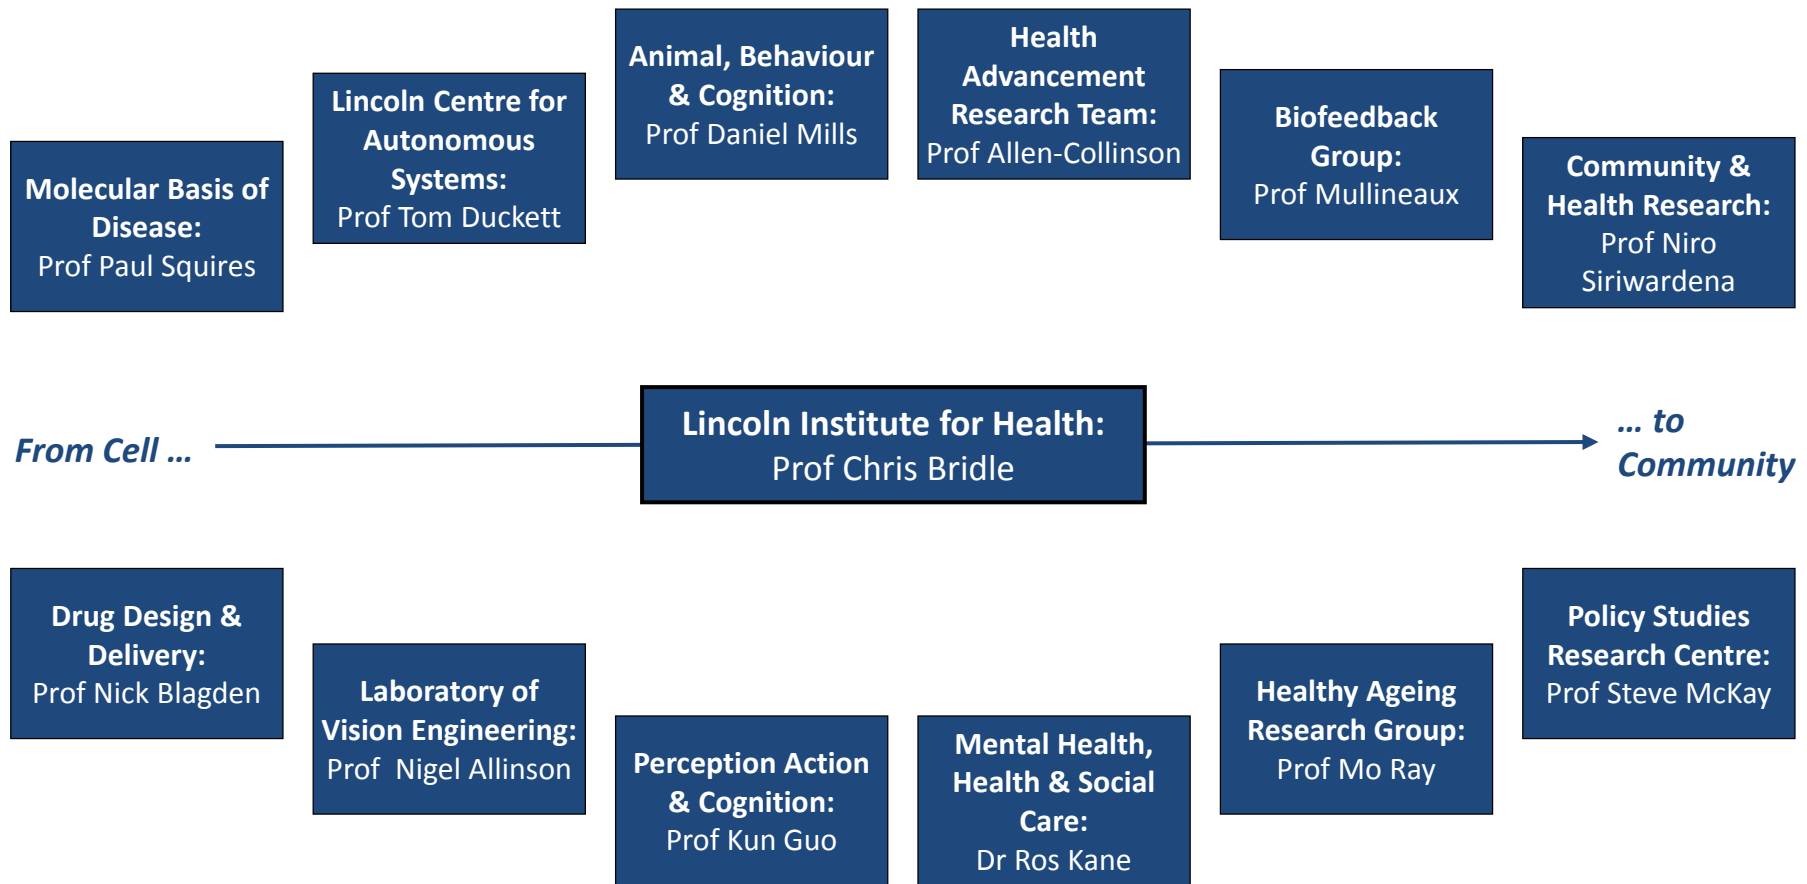 Molecular Basis of
Disease:
Prof Paul Squires
Lincoln Centre for
Autonomous
Systems:
Prof Tom Duckett
Animal, Behaviour
& Cognition:
Prof Daniel Mills
Health
Advancement
Research Team:
Prof Allen-Collinson
Biofeedback
Group:
Prof Mullineaux
Community &
Health Research:
Prof Niro
Siriwardena
From Cell ...
Lincoln Institute for Health:
Prof Chris Bridle
... to
Community
Drug Design &
Delivery:
Prof Nick Blagden
Laboratory of
Vision Engineering:
Prof Nigel Allinson
Perception Action
& Cognition:
Prof Kun Guo
Mental Health,
Health & Social
Care:
Dr Ros Kane
Healthy Ageing
Research Group:
Prof Mo Ray
Policy Studies
Research Centre:
Prof Steve McKay